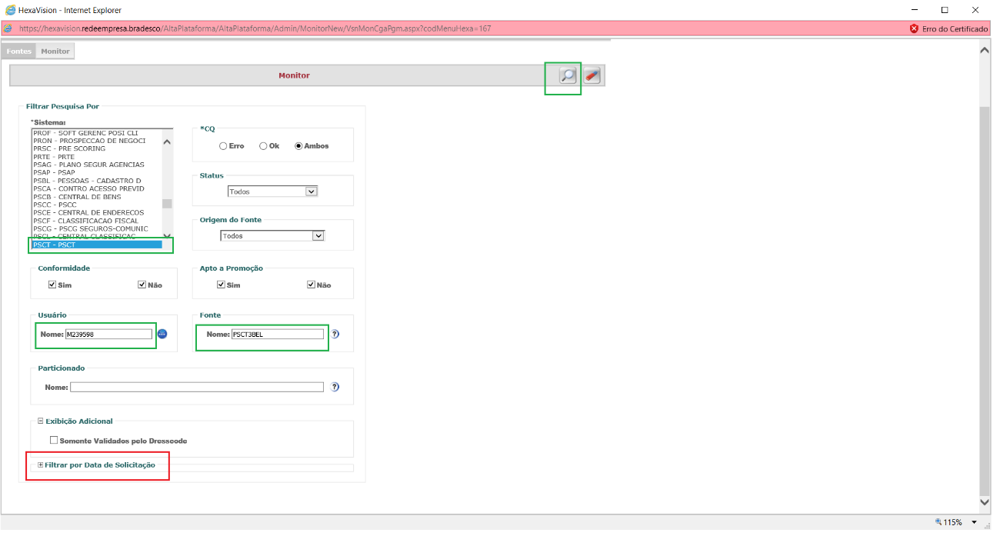 HexaVision - Internet Explorer
https://hexavision.redeempresa.bradesco/AltaPlataforma/AltaPlataforma/Admin/MonitorNew/VsnMonCgaPgm.aspx?codMenuHexa=167 Erro do Certificado
Fontes Monitor
Monitor
Filtrar Pesquisa Por
*Sistema:
PROF - SOFT GERENC POSI CLI
PRON - PROSPECCAO DE NEGOCI
PRSC - PRE SCORING
PRTE - PRTE
PSAG - PLANO SEGUR AGENCIAS
PSAP - PSAP
PSBL - PESSOAS - CADASTRO D
PSCA - CONTRO ACESSO PREVID
PSCB - CENTRAL DE BENS
PSCC - PSCC
PSCE - CENTRAL DE ENDERECOS
PSCF - CLASSIFICACAO FISCAL
PSCG - PSCG SEGUROS-COMUNIC
PSCL - CENTRAL CLASSIFICAC
PSCT - PSCT
*CQ
Erro Ok Ambos
Status
Todos
Origem do Fonte
Todos
Conformidade
Sim Não
Apto a Promoção
Sim Não
Usuário
Nome: M239598
Fonte
Nome: PSCT3BEL ?
Particionado
Nome: ?
Exibição Adicional
Somente Validados pelo Dresscode
Filtrar por Data de Solicitação
115%